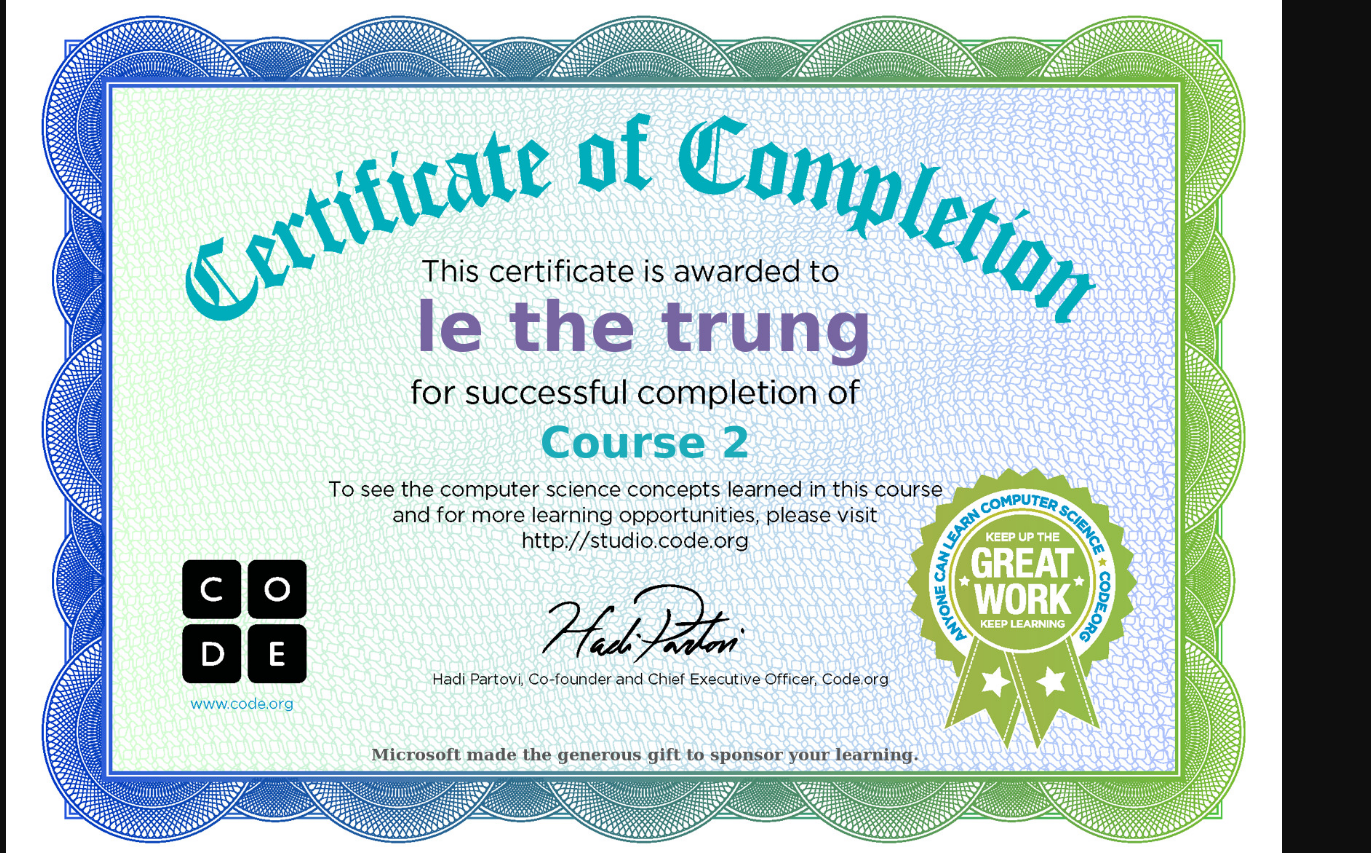 Certificate of Completion
This certificate is awarded to
le the trung
for successful completion of
Course 2
To see the computer science concepts learned in this course
and for more learning opportunities, please visit
http://studio.code.org
C O
D E
www.code.org
Hadi Partovi
Hadi Partovi, Co-founder and Chief Executive Officer, Code.org
ANYONE CAN LEARN COMPUTER SCIENCE ★ CODE.ORG
KEEP UP THE
GREAT
WORK
KEEP LEARNING
Microsoft made the generous gift to sponsor your learning.